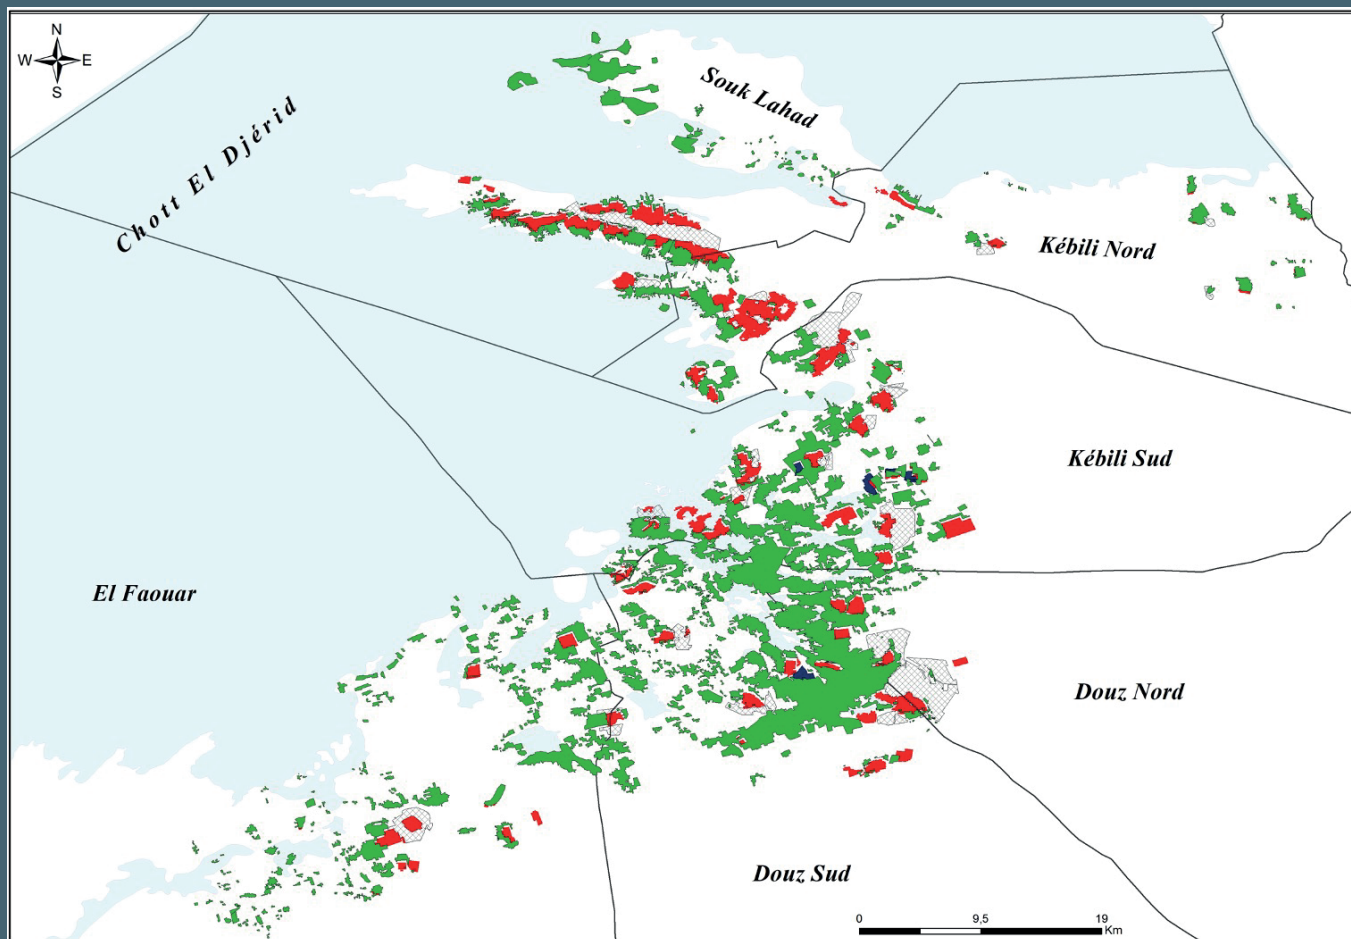 N
W E
S
Souk Lahad
Chott El Djérid
Kébili Nord
Kébili Sud
El Faouar
Douz Nord
Douz Sud
0 9,5 19
Km